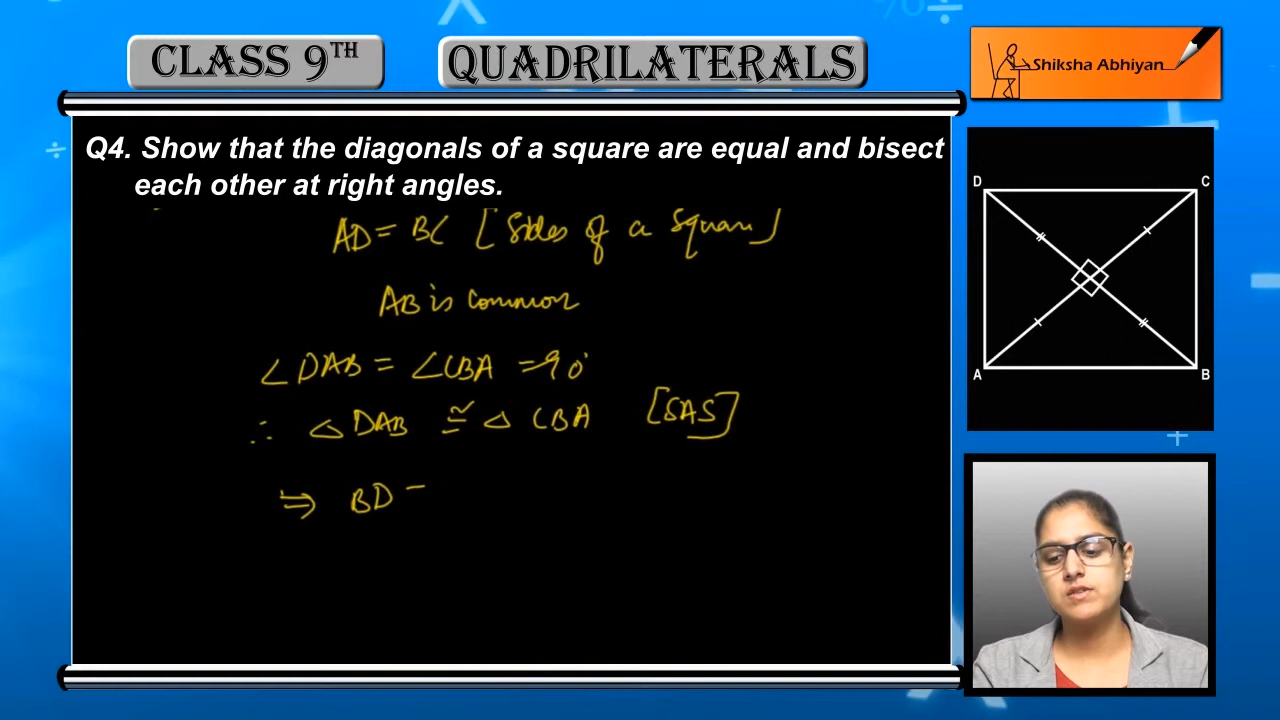 CLASS 9TH
QUADRILATERALS
Shiksha Abhiyan
Q4. Show that the diagonals of a square are equal and bisect
each other at right angles.
AD = BC [Sides of a Square]
AB is common
∠DAB = ∠CBA = 90°
∴ △ DAB ≅ △ CBA [SAS]
⇒ BD −
D C
A B